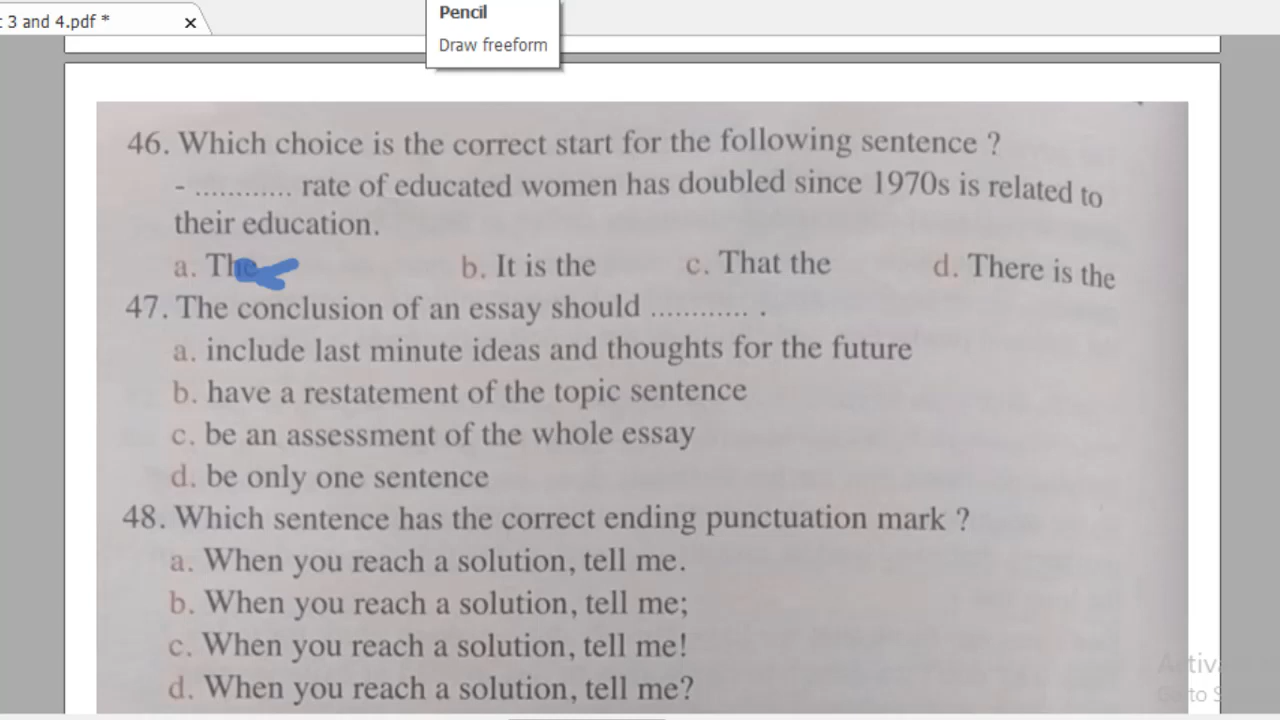 : 3 and 4.pdf *
Pencil
Draw freeform
46. Which choice is the correct start for the following sentence ?
- ............ rate of educated women has doubled since 1970s is related to
their education.
a. The b. It is the c. That the d. There is the
47. The conclusion of an essay should ............ .
a. include last minute ideas and thoughts for the future
b. have a restatement of the topic sentence
c. be an assessment of the whole essay
d. be only one sentence
48. Which sentence has the correct ending punctuation mark ?
a. When you reach a solution, tell me.
b. When you reach a solution, tell me;
c. When you reach a solution, tell me!
d. When you reach a solution, tell me?